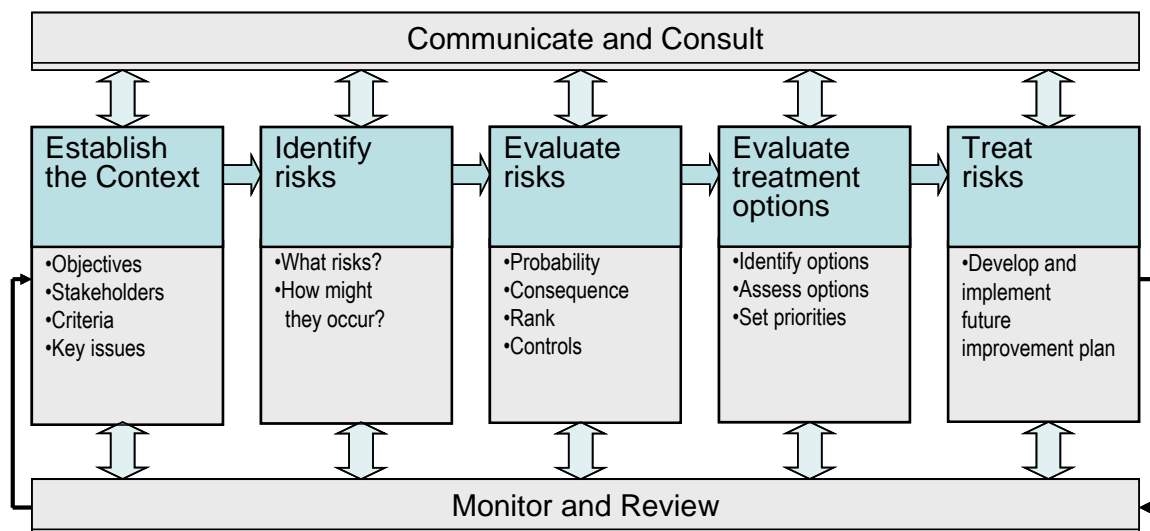 Communicate and Consult
Establish
the Context
•Objectives
•Stakeholders
•Criteria
•Key issues
Identify
risks
•What risks?
•How might
they occur?
Evaluate
risks
•Probability
•Consequence
•Rank
•Controls
Evaluate
treatment
options
•Identify options
•Assess options
•Set priorities
Treat
risks
•Develop and
implement
future
improvement plan
Monitor and Review